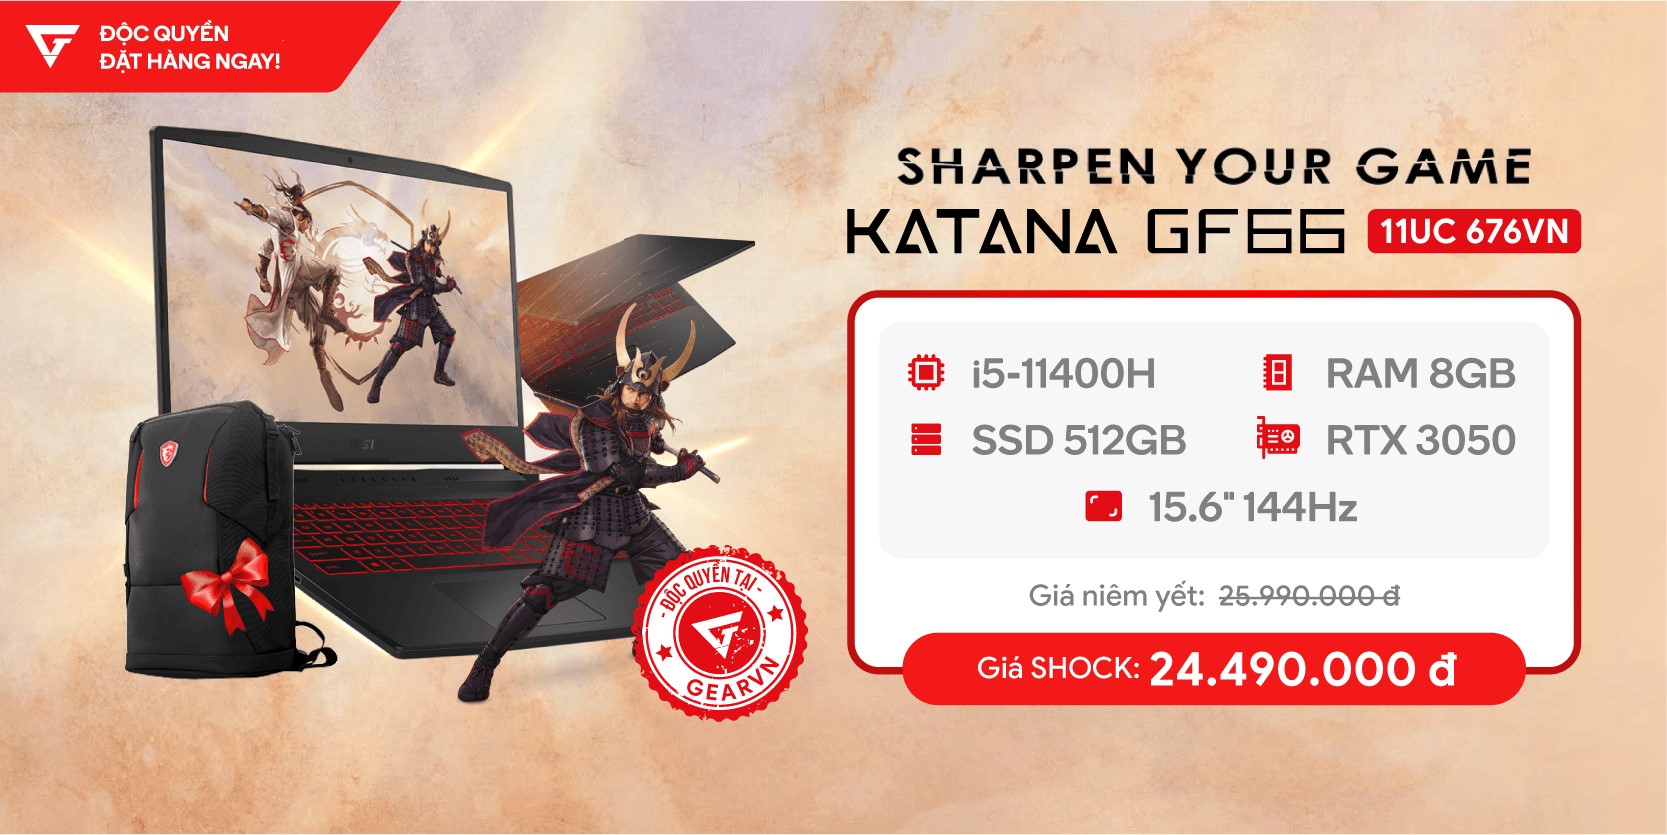 ĐỘC QUYỀN
ĐẶT HÀNG NGAY!
SHARPEN YOUR GAME
KATANA GF66 11UC 676VN
i5-11400H
RAM 8GB
SSD 512GB
RTX 3050
15.6" 144Hz
Giá niêm yết: 25.990.000 đ
Giá SHOCK: 24.490.000 đ
msi
- ĐỘC QUYỀN TẠI -
GEARVN